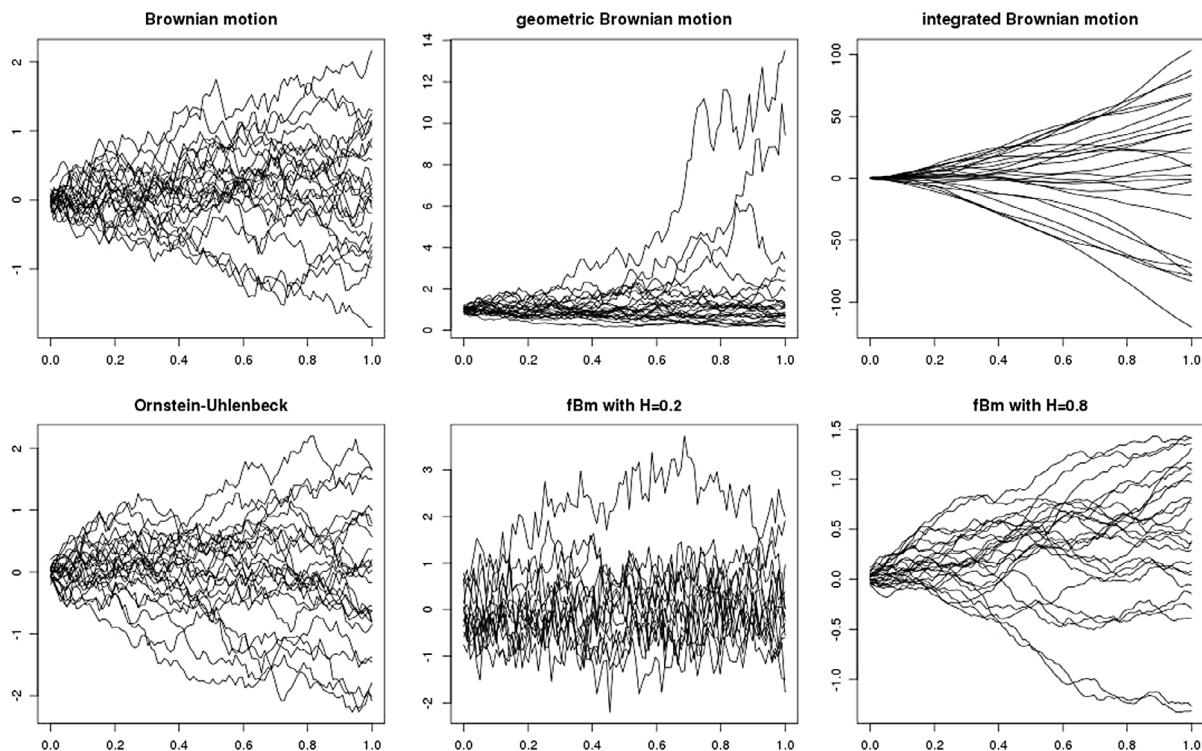 Brownian motion
geometric Brownian motion
integrated Brownian motion
2
1
0
-1
0.0 0.2 0.4 0.6 0.8 1.0
14
12
10
8
6
4
2
0
0.0 0.2 0.4 0.6 0.8 1.0
100
50
0
-50
-100
0.0 0.2 0.4 0.6 0.8 1.0
Ornstein-Uhlenbeck
fBm with H=0.2
fBm with H=0.8
2
1
0
-1
-2
0.0 0.2 0.4 0.6 0.8 1.0
3
2
1
0
-1
-2
0.0 0.2 0.4 0.6 0.8 1.0
1.5
1.0
0.5
0.0
-0.5
-1.0
0.0 0.2 0.4 0.6 0.8 1.0